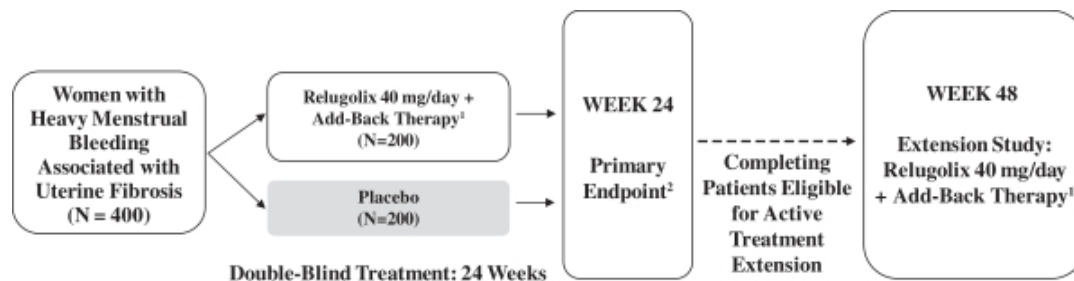 Women with
Heavy Menstrual
Bleeding
Associated with
Uterine Fibrosis
(N = 400)
Relugolix 40 mg/day +
Add-Back Therapy¹
(N=200)
Placebo
(N=200)
Double-Blind Treatment: 24 Weeks
WEEK 24
Primary
Endpoint²
Completing
Patients Eligible
for Active
Treatment
Extension
WEEK 48
Extension Study:
Relugolix 40 mg/day
+ Add-Back Therapy¹